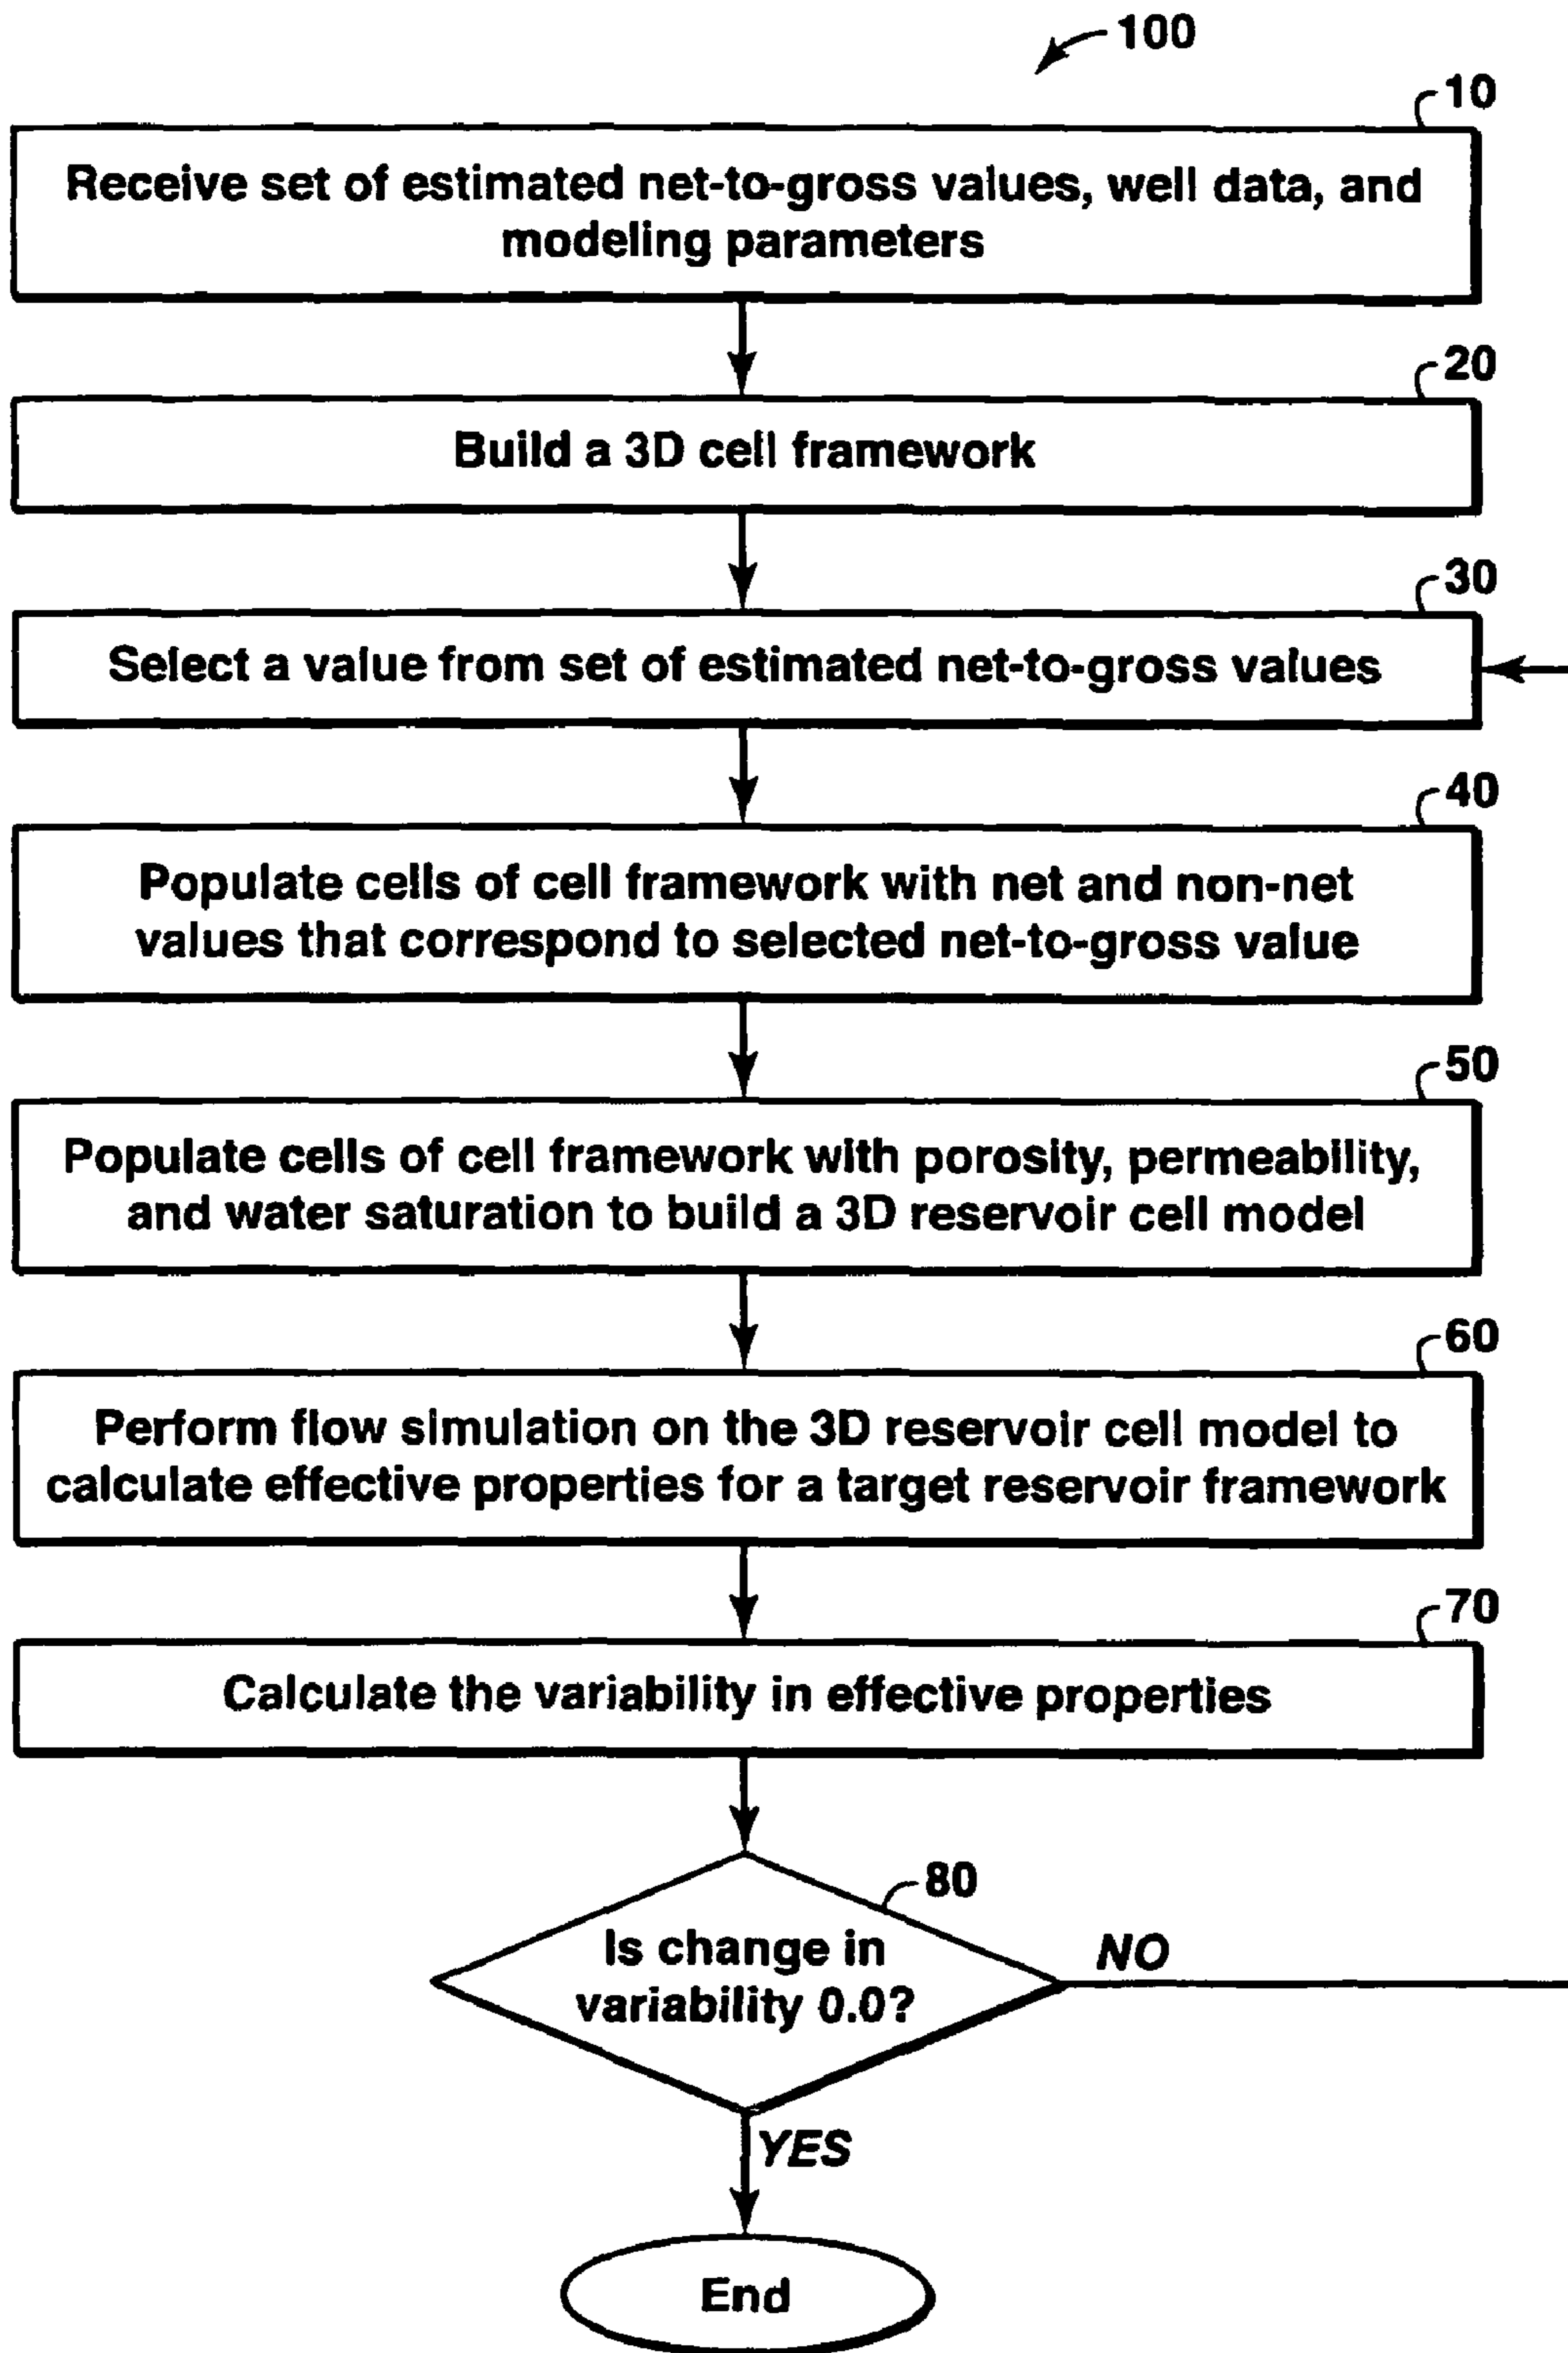 100
10
Receive set of estimated net-to-gross values, well data, and
modeling parameters
20
Build a 3D cell framework
30
Select a value from set of estimated net-to-gross values
40
Populate cells of cell framework with net and non-net
values that correspond to selected net-to-gross value
50
Populate cells of cell framework with porosity, permeability,
and water saturation to build a 3D reservoir cell model
60
Perform flow simulation on the 3D reservoir cell model to
calculate effective properties for a target reservoir framework
70
Calculate the variability in effective properties
80
Is change in
variability 0.0?
NO
YES
End